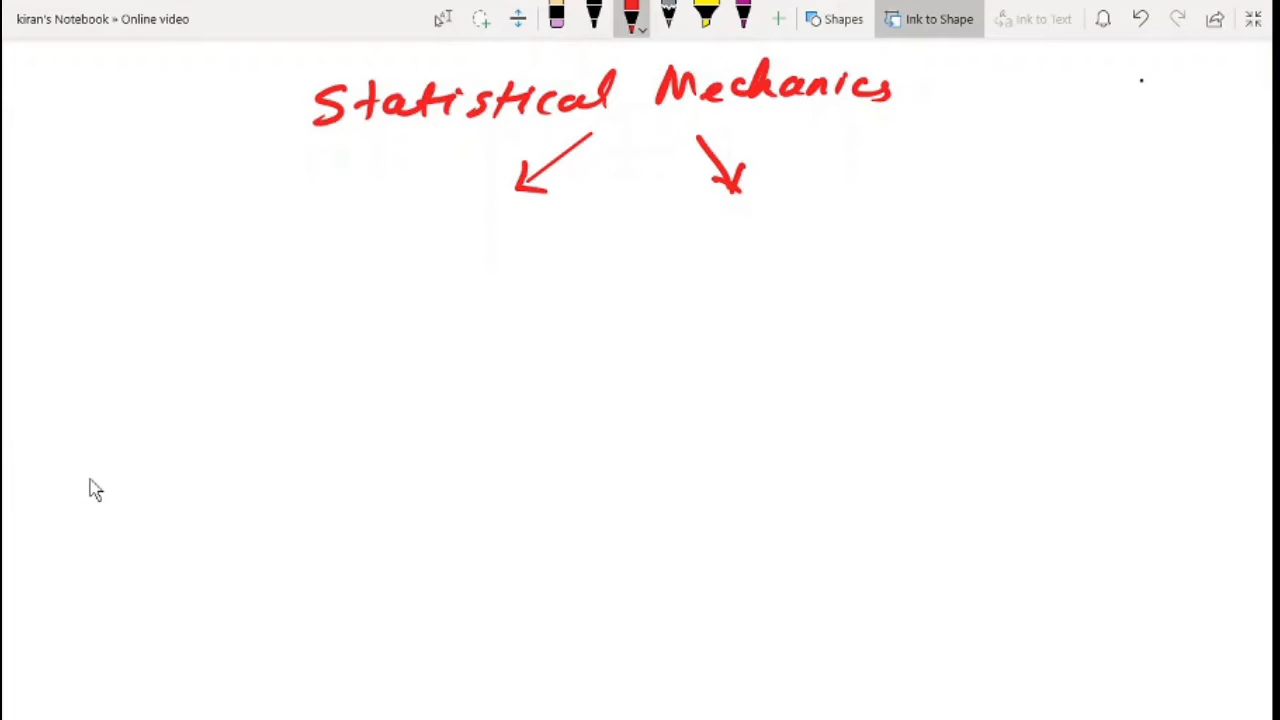 kiran's Notebook » Online video
Shapes
Ink to Shape
Ink to Text
Statistical Mechanics